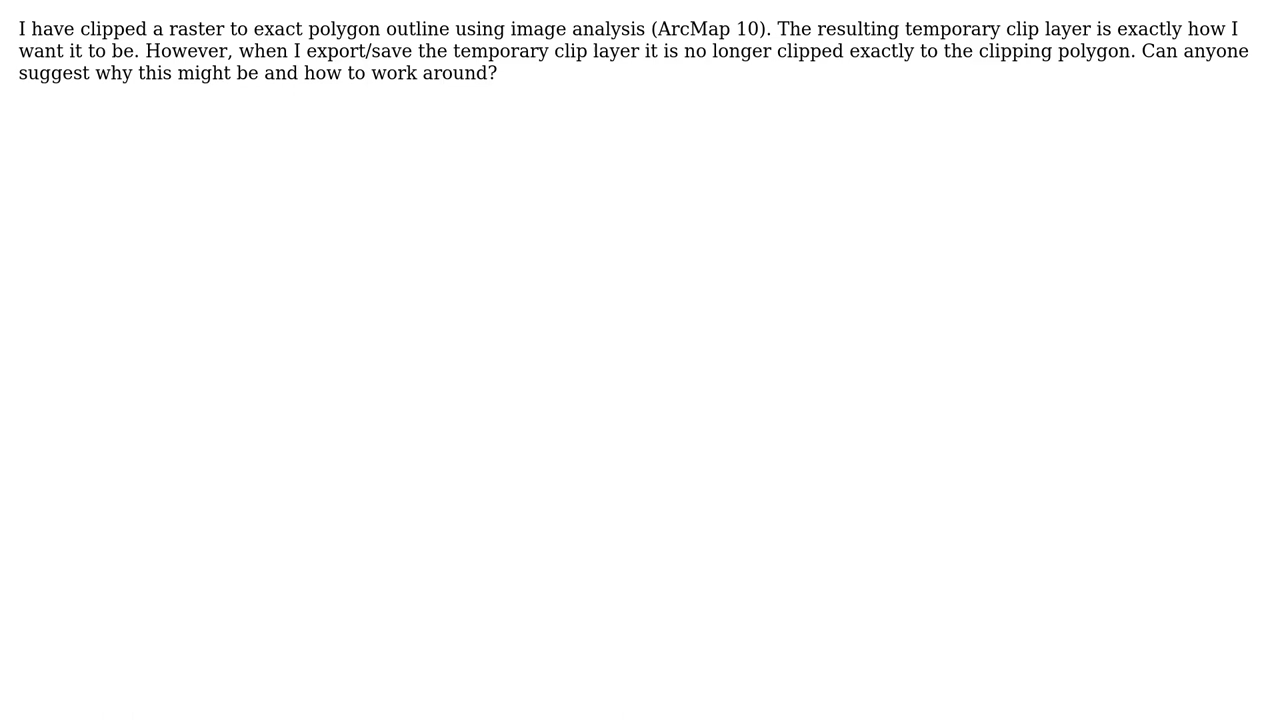 I have clipped a raster to exact polygon outline using image analysis (ArcMap 10). The resulting temporary clip layer is exactly how I
want it to be. However, when I export/save the temporary clip layer it is no longer clipped exactly to the clipping polygon. Can anyone
suggest why this might be and how to work around?